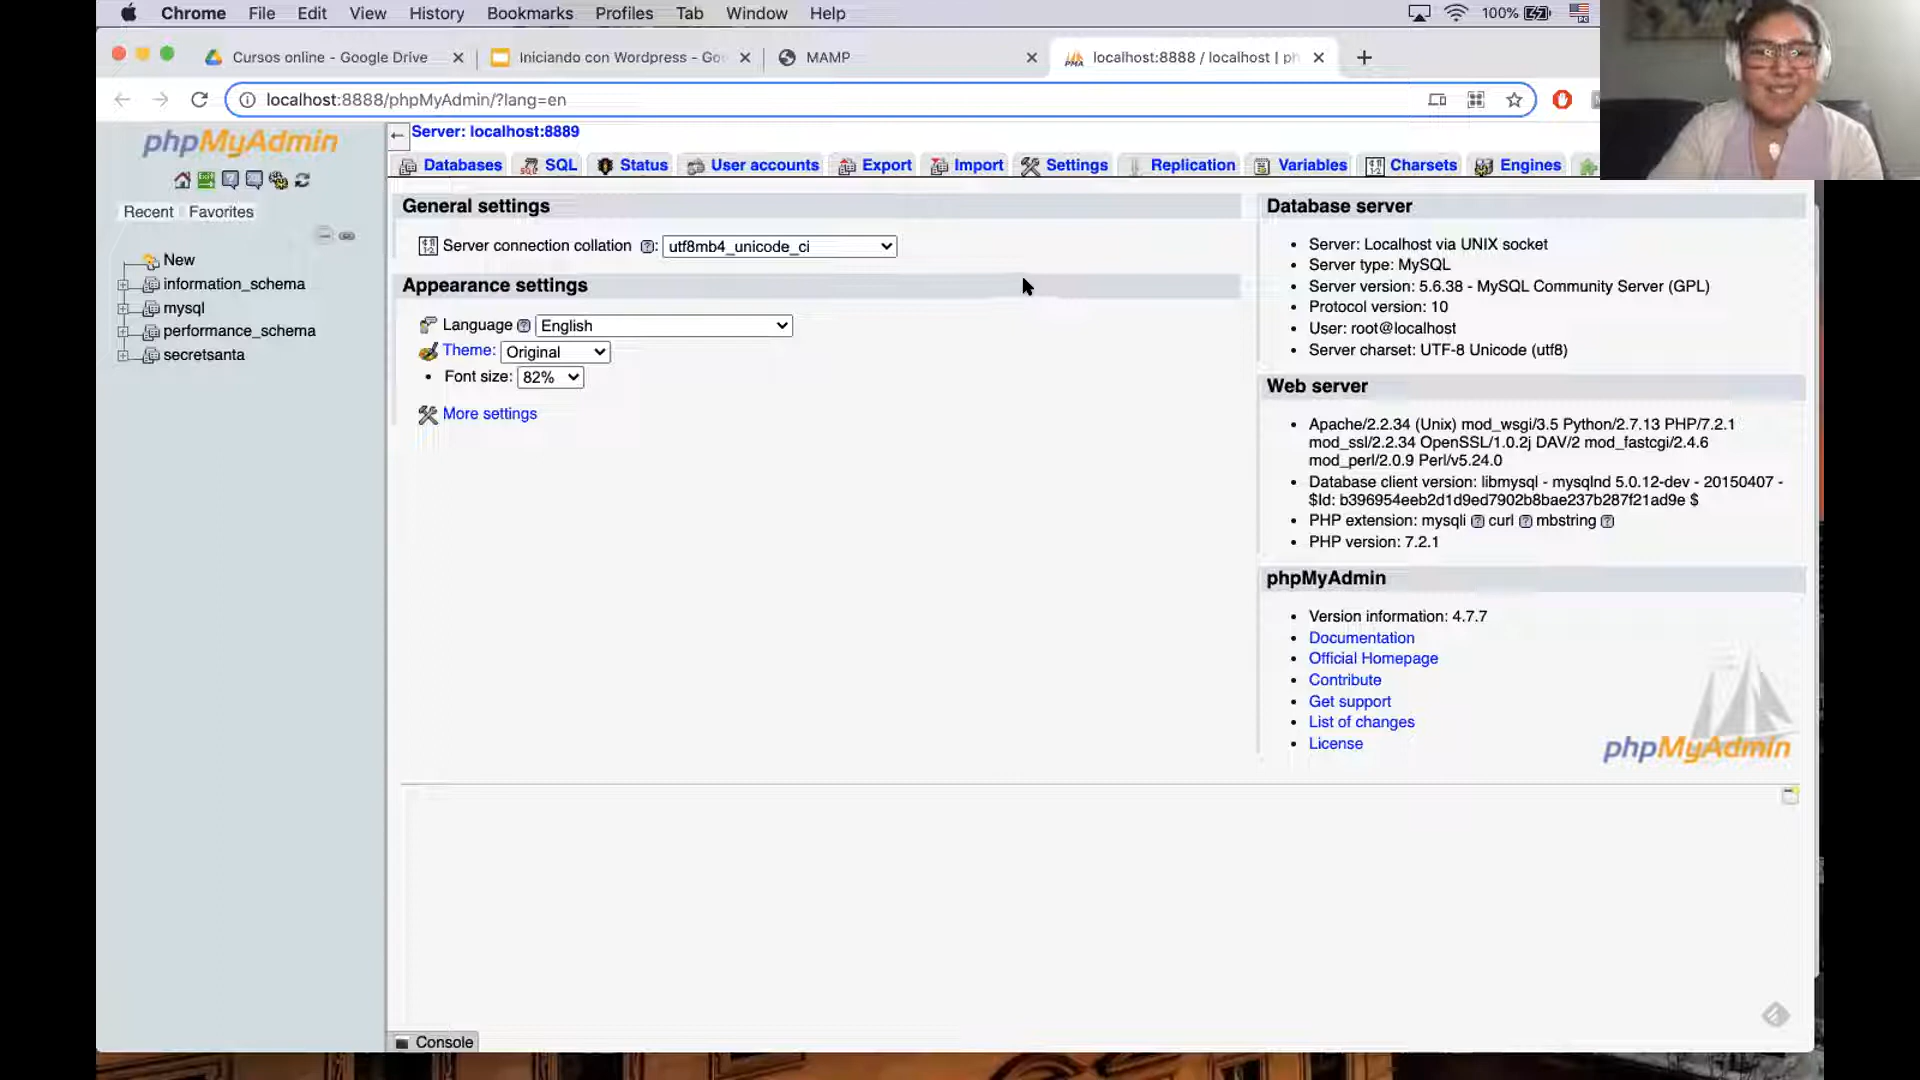 Chrome File Edit View History Bookmarks Profiles Tab Window Help 100%
Cursos online - Google Drive
Iniciando con Wordpress - Go
MAMP
localhost:8888 / localhost | ph
localhost:8888/phpMyAdmin/?lang=en
phpMyAdmin
Recent Favorites
New
information_schema
mysql
performance_schema
secretsanta
Server: localhost:8889
Databases SQL Status User accounts Export Import Settings Replication Variables Charsets Engines
General settings
Server connection collation : utf8mb4_unicode_ci
Appearance settings
Language English
Theme: Original
• Font size: 82%
More settings
Database server
• Server: Localhost via UNIX socket
• Server type: MySQL
• Server version: 5.6.38 - MySQL Community Server (GPL)
• Protocol version: 10
• User: root@localhost
• Server charset: UTF-8 Unicode (utf8)
Web server
• Apache/2.2.34 (Unix) mod_wsgi/3.5 Python/2.7.13 PHP/7.2.1
mod_ssl/2.2.34 OpenSSL/1.0.2j DAV/2 mod_fastcgi/2.4.6
mod_perl/2.0.9 Perl/v5.24.0
• Database client version: libmysql - mysqlnd 5.0.12-dev - 20150407 -
$Id: b396954eeb2d1d9ed7902b8bae237b287f21ad9e $
• PHP extension: mysqli curl mbstring
• PHP version: 7.2.1
phpMyAdmin
• Version information: 4.7.7
• Documentation
• Official Homepage
• Contribute
• Get support
• List of changes
• License
phpMyAdmin
Console